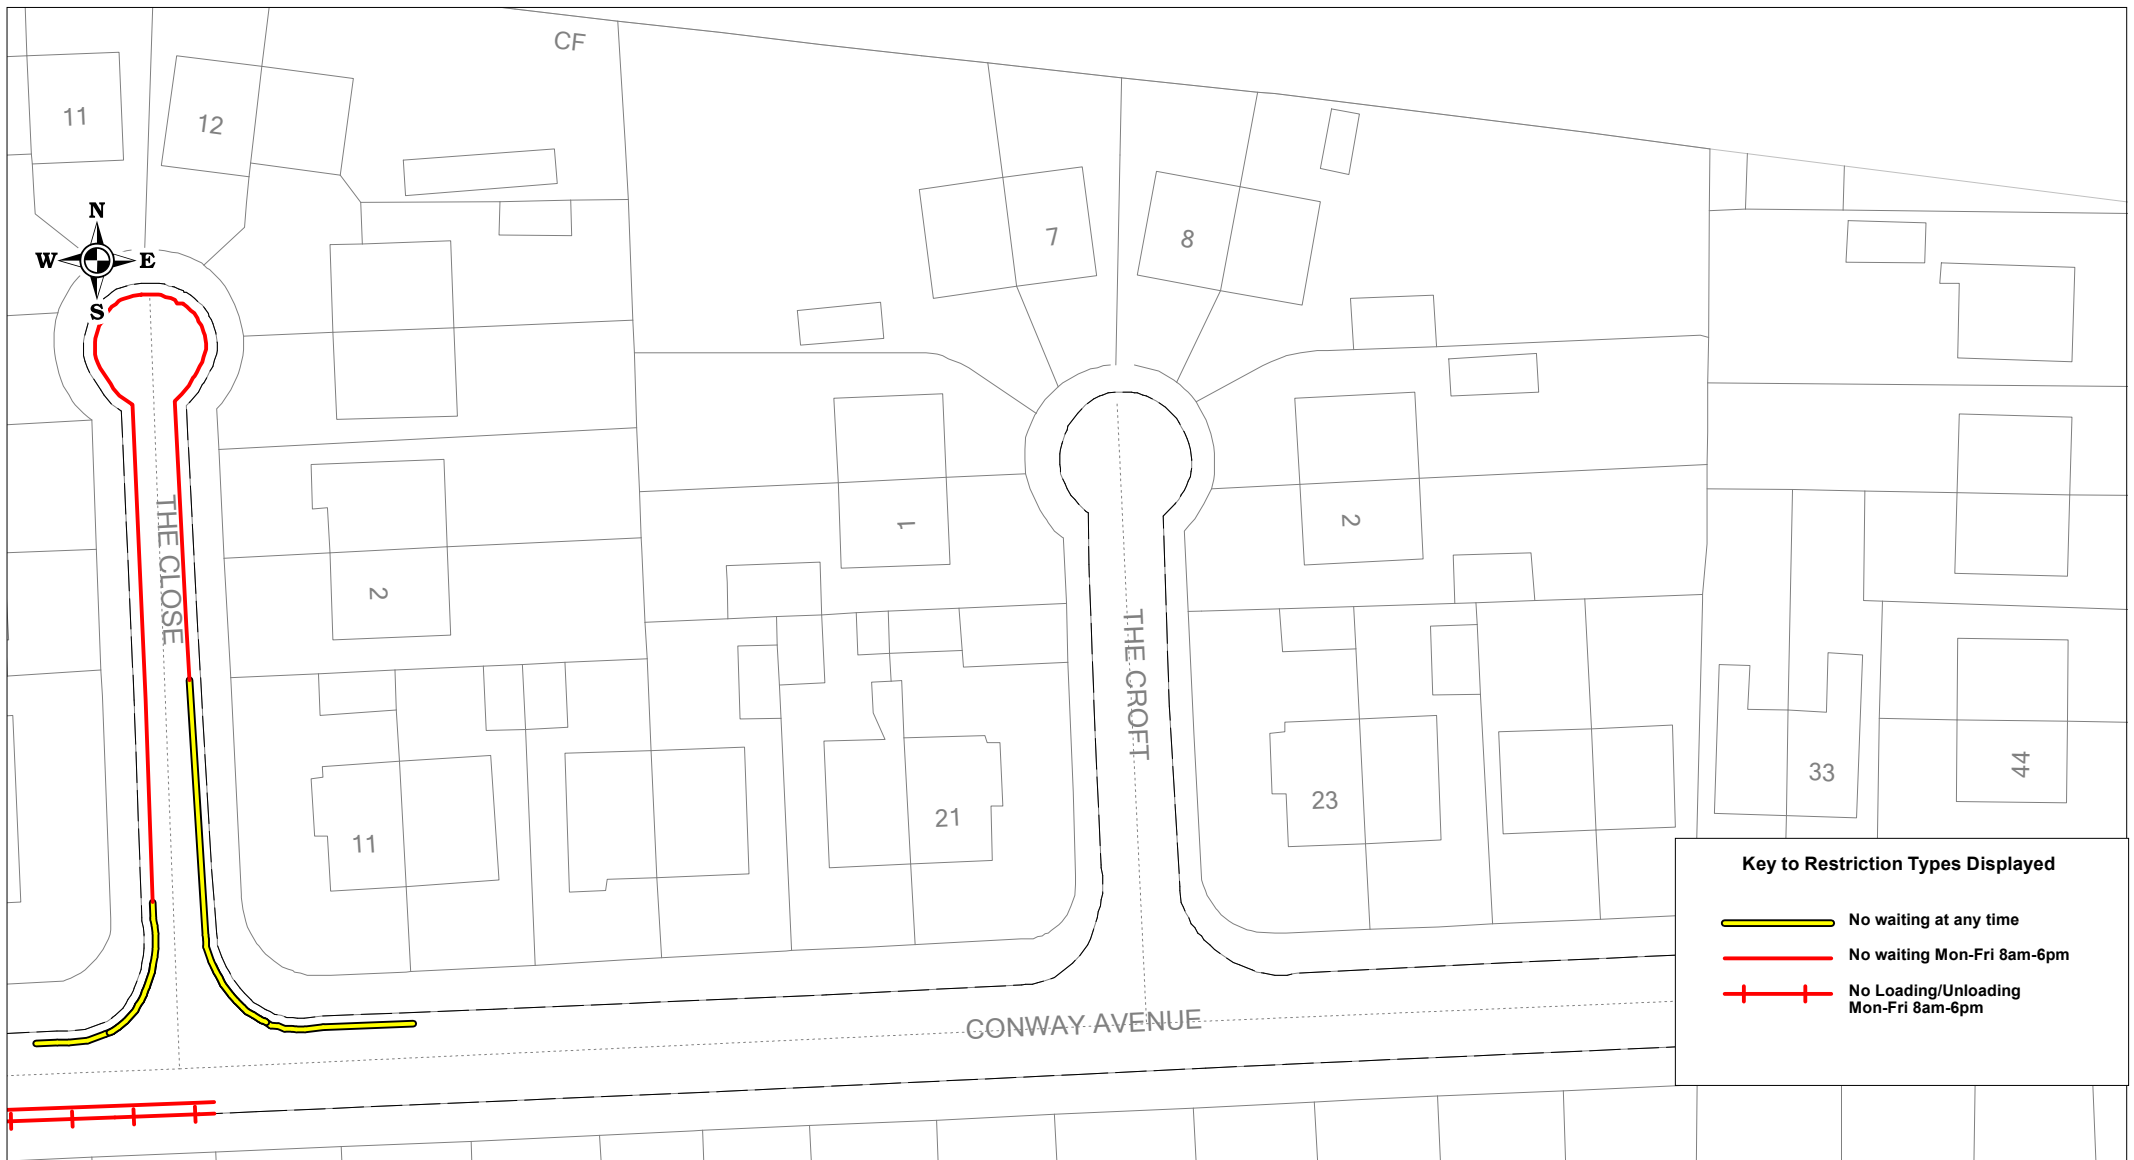 CF
11
12
N
W
E
S
7
8
1
2
2
THE CLOSE
THE CROFT
11
21
23
33
44
CONWAY AVENUE
Key to Restriction Types Displayed
No waiting at any time
No waiting Mon-Fri 8am-6pm
No Loading/Unloading
Mon-Fri 8am-6pm